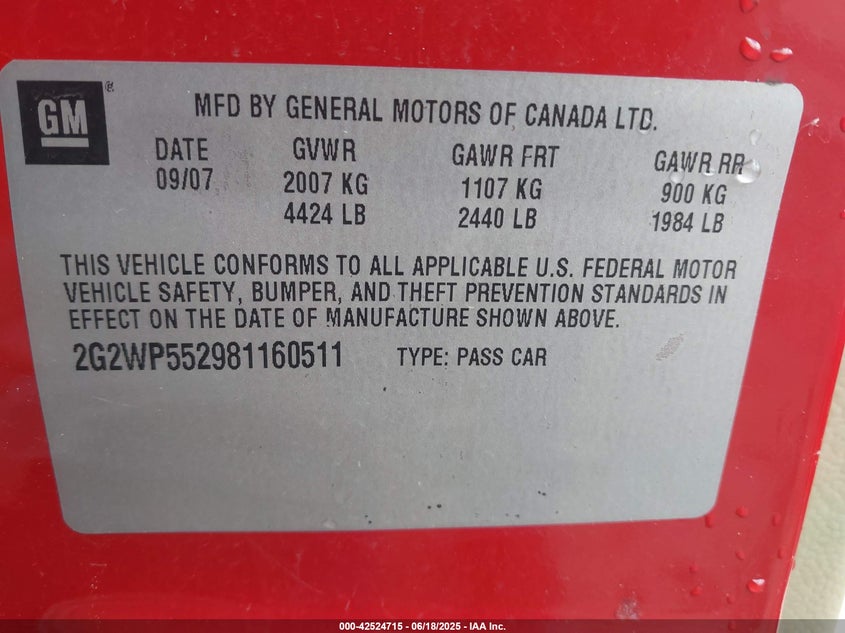 GM®
MFD BY GENERAL MOTORS OF CANADA LTD.
DATE GVWR GAWR FRT GAWR RR
09/07 2007 KG 1107 KG 900 KG
4424 LB 2440 LB 1984 LB
THIS VEHICLE CONFORMS TO ALL APPLICABLE U.S. FEDERAL MOTOR
VEHICLE SAFETY, BUMPER, AND THEFT PREVENTION STANDARDS IN
EFFECT ON THE DATE OF MANUFACTURE SHOWN ABOVE.
2G2WP552981160511 TYPE: PASS CAR
000-42524715 - 06/18/2025 - IAA Inc.